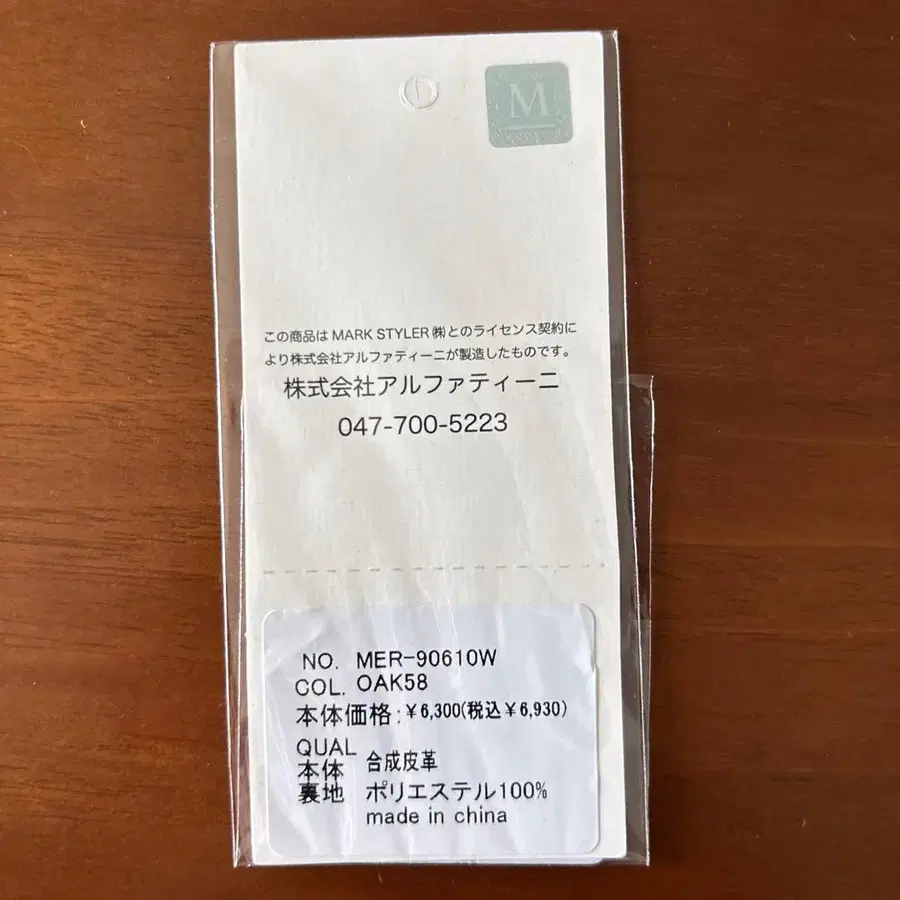 M
この商品は MARK STYLER ㈱とのライセンス契約に
より株式会社アルファティーニが製造したものです。
株式会社アルファティーニ
047-700-5223
NO. MER-90610W
COL. OAK58
本体価格:￥6,300(税込￥6,930)
QUAL
本体 合成皮革
裏地 ポリエステル100%
made in china